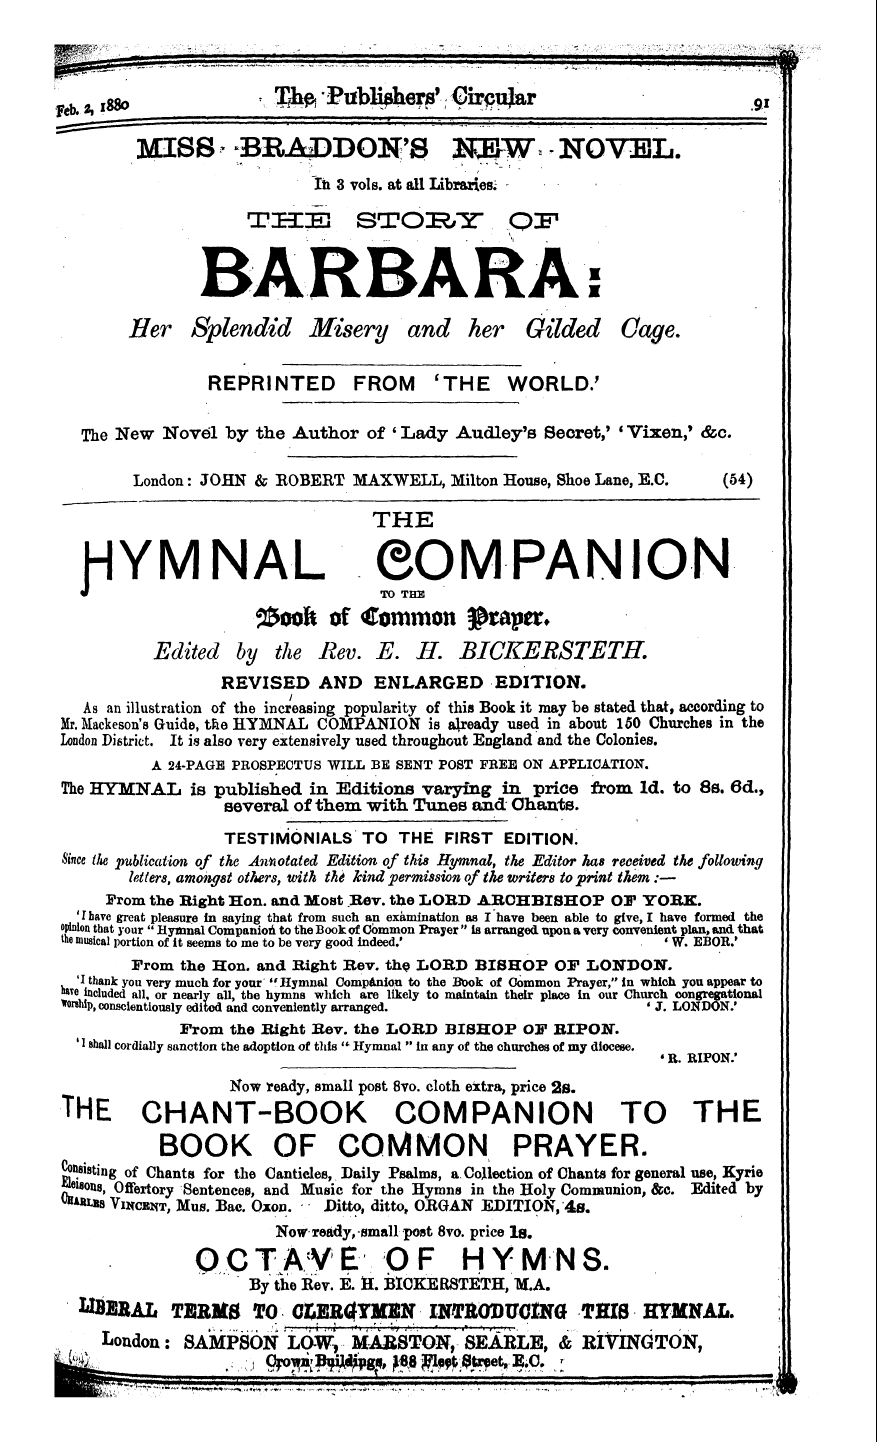 Feb. 2, 1880 The Publishers' Circular 91
MISS BRADDON'S NEW NOVEL.
In 3 vols. at all Libraries.
THE STORY OF
BARBARA:
Her Splendid Misery and her Gilded Cage.
REPRINTED FROM 'THE WORLD.'
The New Novel by the Author of 'Lady Audley's Secret,' 'Vixen,' &c.
London: JOHN & ROBERT MAXWELL, Milton House, Shoe Lane, E.C. (54)
THE
HYMNAL COMPANION
TO THE
Book of Common Prayer.
Edited by the Rev. E. H. BICKERSTETH.
REVISED AND ENLARGED EDITION.
As an illustration of the increasing popularity of this Book it may be stated that, according to
Mr. Mackeson's Guide, the HYMNAL COMPANION is already used in about 150 Churches in the
London District. It is also very extensively used throughout England and the Colonies.
A 24-PAGE PROSPECTUS WILL BE SENT POST FREE ON APPLICATION.
The HYMNAL is published in Editions varying in price from 1d. to 8s. 6d.,
several of them with Tunes and Chants.
TESTIMONIALS TO THE FIRST EDITION.
Since the publication of the Annotated Edition of this Hymnal, the Editor has received the following
letters, amongst others, with the kind permission of the writers to print them:—
From the Right Hon. and Most Rev. the LORD ARCHBISHOP OF YORK.
'I have great pleasure in saying that from such an examination as I have been able to give, I have formed the
opinion that your "Hymnal Companion to the Book of Common Prayer" is arranged upon a very convenient plan, and that
the musical portion of it seems to me to be very good indeed.' 'W. EBOR.'
From the Hon. and Right Rev. the LORD BISHOP OF LONDON.
'I thank you very much for your "Hymnal Companion to the Book of Common Prayer," in which you appear to
have included all, or nearly all, the hymns which are likely to maintain their place in our Church congregational
worship, conscientiously edited and conveniently arranged. 'J. LONDON.'
From the Right Rev. the LORD BISHOP OF RIPON.
'I shall cordially sanction the adoption of this "Hymnal" in any of the churches of my diocese.
'R. RIPON.'
Now ready, small post 8vo. cloth extra, price 2s.
THE CHANT-BOOK COMPANION TO THE
BOOK OF COMMON PRAYER.
Consisting of Chants for the Canticles, Daily Psalms, a Collection of Chants for general use, Kyrie
Eleisons, Offertory Sentences, and Music for the Hymns in the Holy Communion, &c. Edited by
CHARLES VINCENT, Mus. Bac. Oxon. Ditto, ditto, ORGAN EDITION, 4s.
Now ready, small post 8vo. price 1s.
OCTAVE OF HYMNS.
By the Rev. E. H. BICKERSTETH, M.A.
LIBERAL TERMS TO CLERGYMEN INTRODUCING THIS HYMNAL.
London: SAMPSON LOW, MARSTON, SEARLE, & RIVINGTON,
Crown Buildings, 188 Fleet Street, E.C.